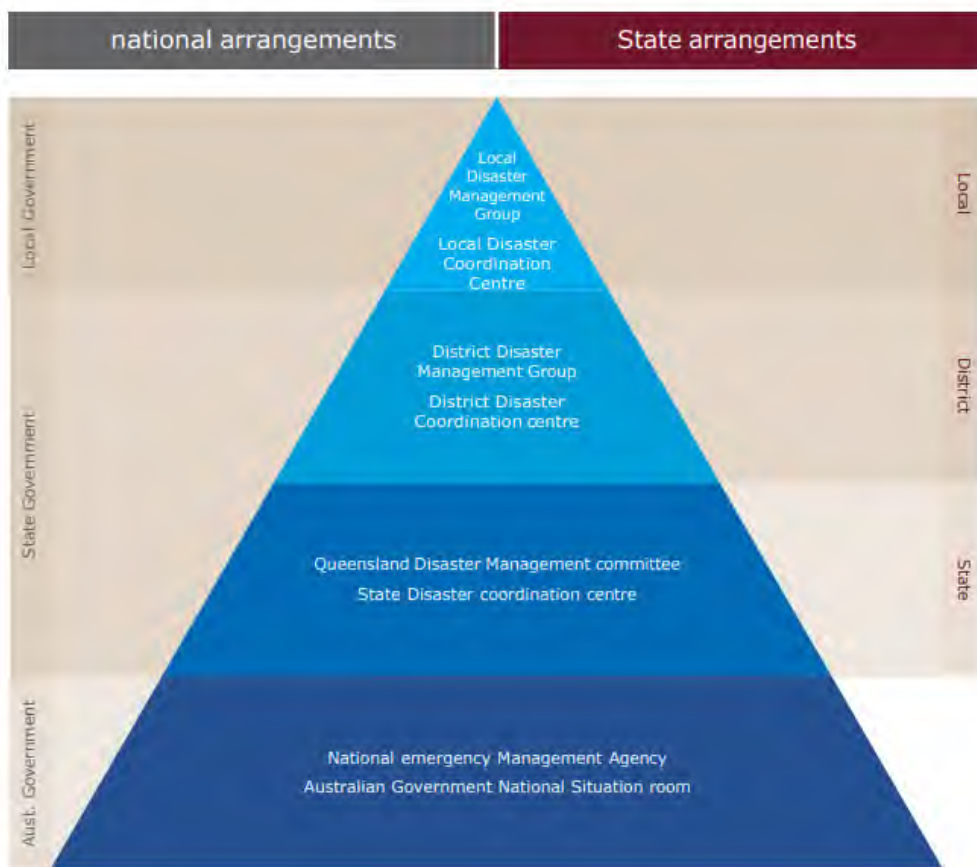 national arrangements
State arrangements
Local Government
Local
Disaster
Management
Group
Local Disaster
Coordination
Centre
Local
State Government
District Disaster
Management Group
District Disaster
Coordination centre
District
Queensland Disaster Management committee
State Disaster coordination centre
State
Aust. Government
National emergency Management Agency
Australian Government National Situation room